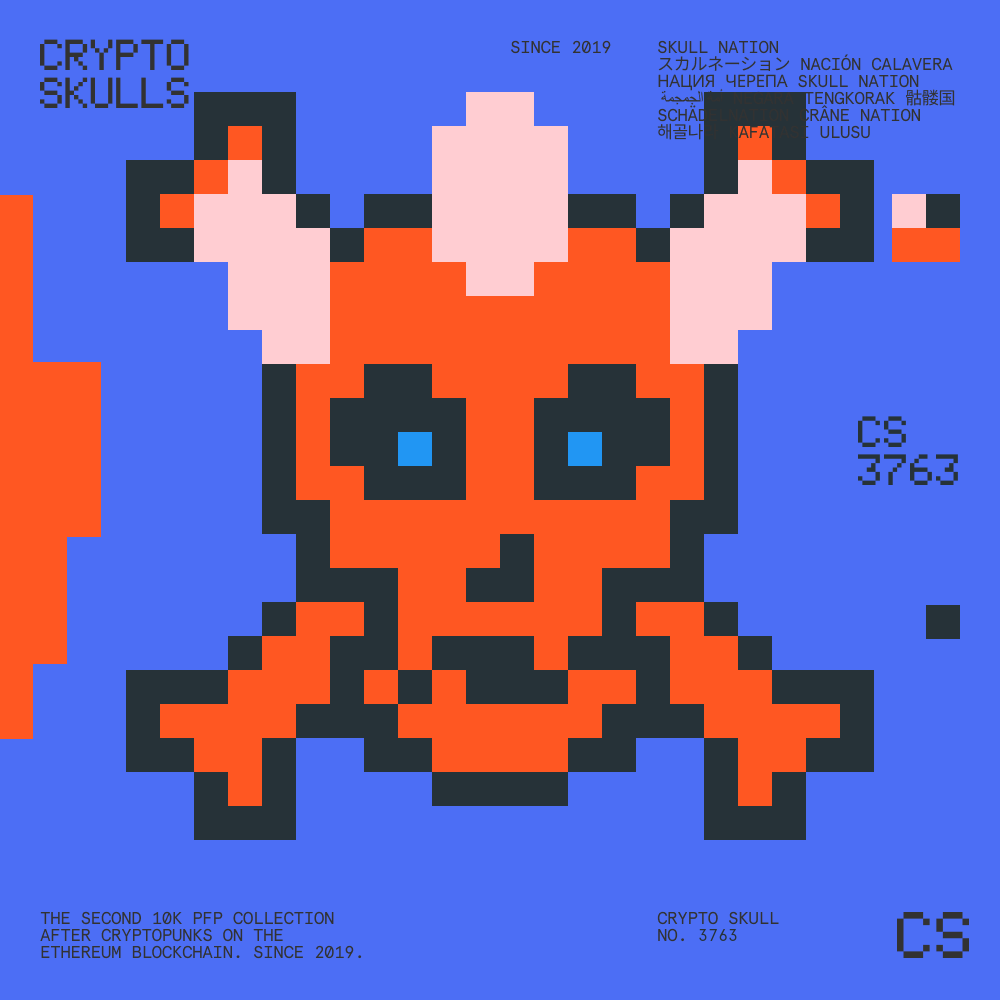 CRYPTO
SKULLS
SINCE 2019
SKULL NATION
スカルネーション NACIÓN CALAVERA
НАЦИЯ ЧЕРЕПА SKULL NATION
TENGKORAK 骷髅国
CRÂNE NATION
ULUSU
CS
3763
THE SECOND 10K PFP COLLECTION
AFTER CRYPTOPUNKS ON THE
ETHEREUM BLOCKCHAIN. SINCE 2019.
CRYPTO SKULL
NO. 3763
CS